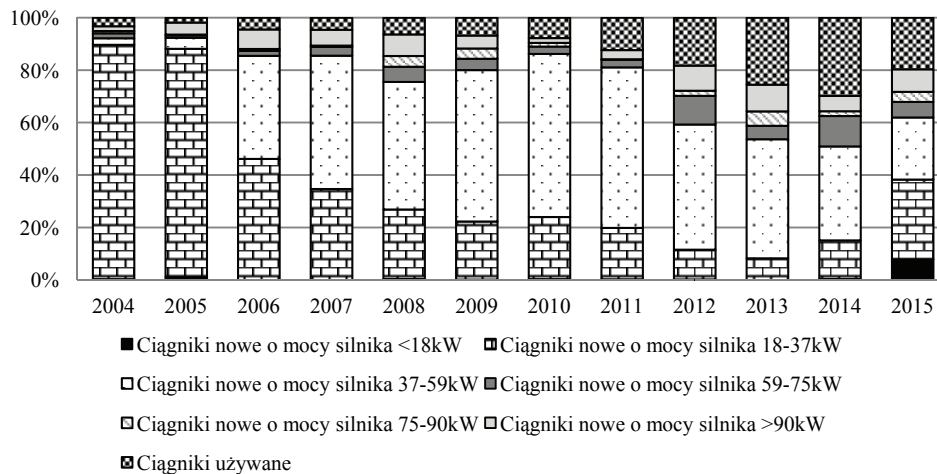 100%
80%
60%
40%
20%
0%
2004 2005 2006 2007 2008 2009 2010 2011 2012 2013 2014 2015
Ciągniki nowe o mocy silnika <18kW Ciągniki nowe o mocy silnika 18-37kW
Ciągniki nowe o mocy silnika 37-59kW Ciągniki nowe o mocy silnika 59-75kW
Ciągniki nowe o mocy silnika 75-90kW Ciągniki nowe o mocy silnika >90kW
Ciągniki używane